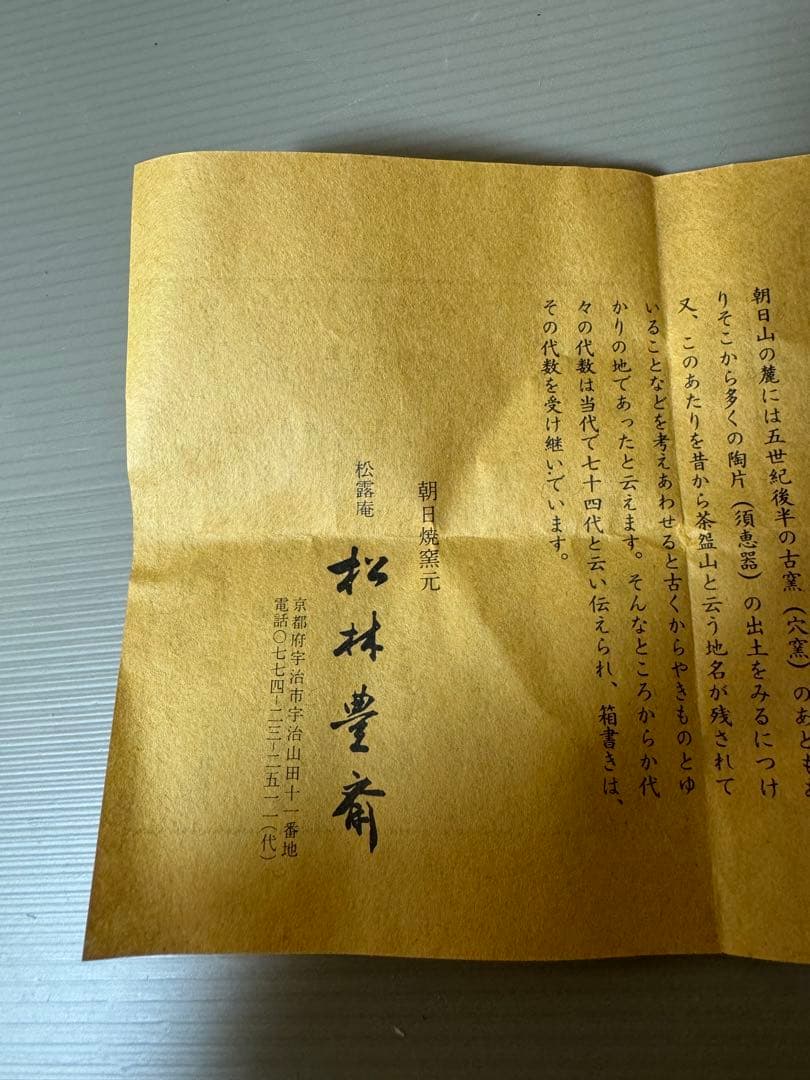 朝日山の麓には五世紀後半の古窯（穴窯）のあともあ
りそこから多くの陶片（須恵器）の出土をみるにつけ
又、このあたりを昔から茶盌山と云う地名が残されて
いることなどを考えあわせると古くからやきものとゆ
かりの地であったと云えます。そんなところからか代
々の代数は当代で七十四代と云い伝えられ、箱書きは、
その代数を受け継いでいます。
朝日焼窯元
松露庵 松林豊斎
京都府宇治市宇治山田十一番地
電話〇七七四-二三-二五一一（代）